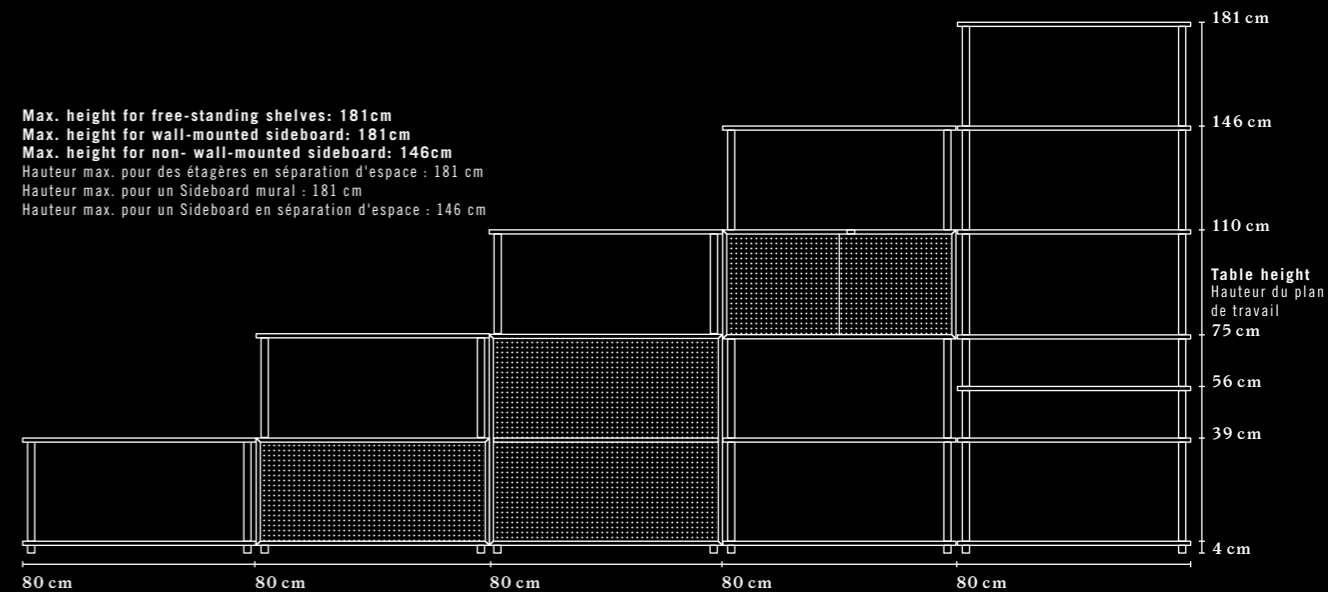 181 cm
Max. height for free-standing shelves: 181cm
Max. height for wall-mounted sideboard: 181cm
Max. height for non- wall-mounted sideboard: 146cm
Hauteur max. pour des étagères en séparation d'espace : 181 cm
Hauteur max. pour un Sideboard mural : 181 cm
Hauteur max. pour un Sideboard en séparation d'espace : 146 cm
146 cm
110 cm
Table height
Hauteur du plan
de travail
75 cm
56 cm
39 cm
4 cm
80 cm 80 cm 80 cm 80 cm 80 cm